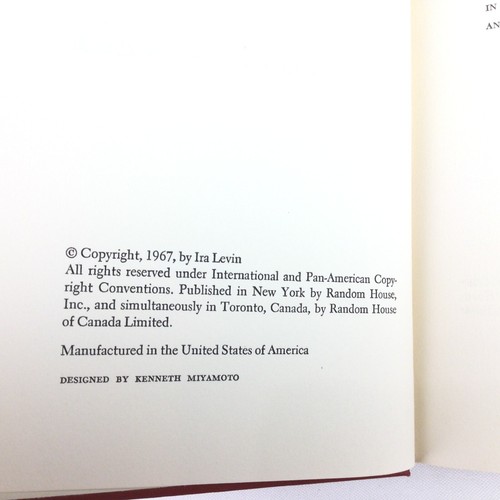 © Copyright, 1967, by Ira Levin
All rights reserved under International and Pan-American Copy-
right Conventions. Published in New York by Random House,
Inc., and simultaneously in Toronto, Canada, by Random House
of Canada Limited.
Manufactured in the United States of America
DESIGNED BY KENNETH MIYAMOTO
IN
AN